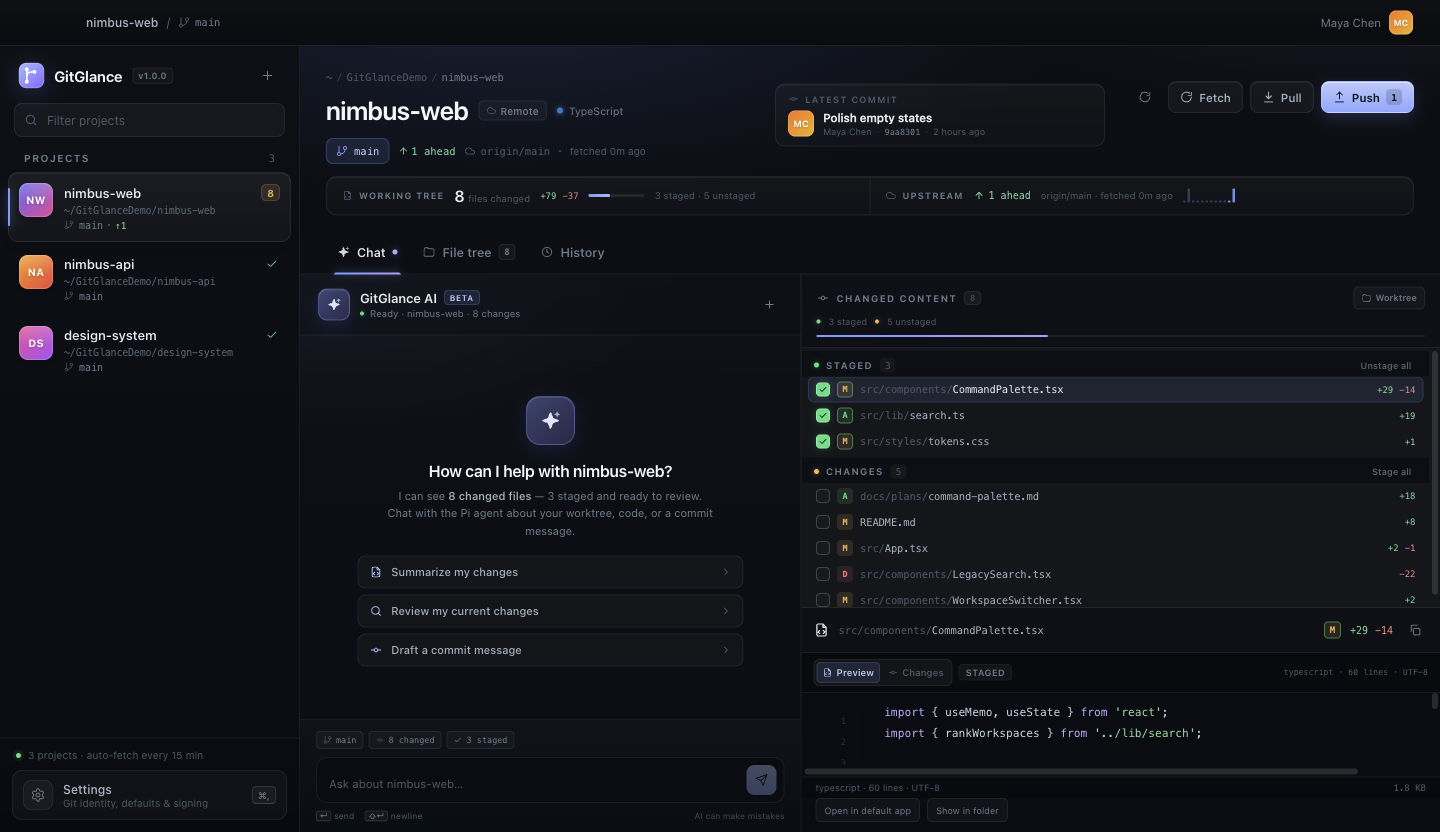 nimbus-web / main
Maya Chen MC
GitGlance v1.0.0
Filter projects
PROJECTS 3
NW nimbus-web 8
~/GitGlanceDemo/nimbus-web
main · ↑1
NA nimbus-api
~/GitGlanceDemo/nimbus-api
main
DS design-system
~/GitGlanceDemo/design-system
main
3 projects · auto-fetch every 15 min
Settings
Git identity, defaults & signing
⌘,
~ / GitGlanceDemo / nimbus-web
nimbus-web Remote TypeScript
main ↑ 1 ahead origin/main · fetched 0m ago
LATEST COMMIT
MC Polish empty states
Maya Chen · 9aa8301 · 2 hours ago
Fetch Pull Push 1
WORKING TREE 8 files changed +79 −37 3 staged · 5 unstaged
UPSTREAM ↑ 1 ahead origin/main · fetched 0m ago
Chat File tree 8 History
GitGlance AI BETA
Ready · nimbus-web · 8 changes
How can I help with nimbus-web?
I can see 8 changed files — 3 staged and ready to review.
Chat with the Pi agent about your worktree, code, or a commit
message.
Summarize my changes
Review my current changes
Draft a commit message
main 8 changed 3 staged
Ask about nimbus-web…
↵ send ⇧↵ newline AI can make mistakes
CHANGED CONTENT 8 Worktree
3 staged 5 unstaged
STAGED 3 Unstage all
M src/components/CommandPalette.tsx +29 −14
A src/lib/search.ts +19
M src/styles/tokens.css +1
CHANGES 5 Stage all
A docs/plans/command-palette.md +18
M README.md +8
M src/App.tsx +2 −1
D src/components/LegacySearch.tsx −22
M src/components/WorkspaceSwitcher.tsx +2
src/components/CommandPalette.tsx M +29 −14
Preview Changes STAGED typescript · 60 lines · UTF-8
1 import { useMemo, useState } from 'react';
2 import { rankWorkspaces } from '../lib/search';
3
typescript · 60 lines · UTF-8 1.8 KB
Open in default app Show in folder